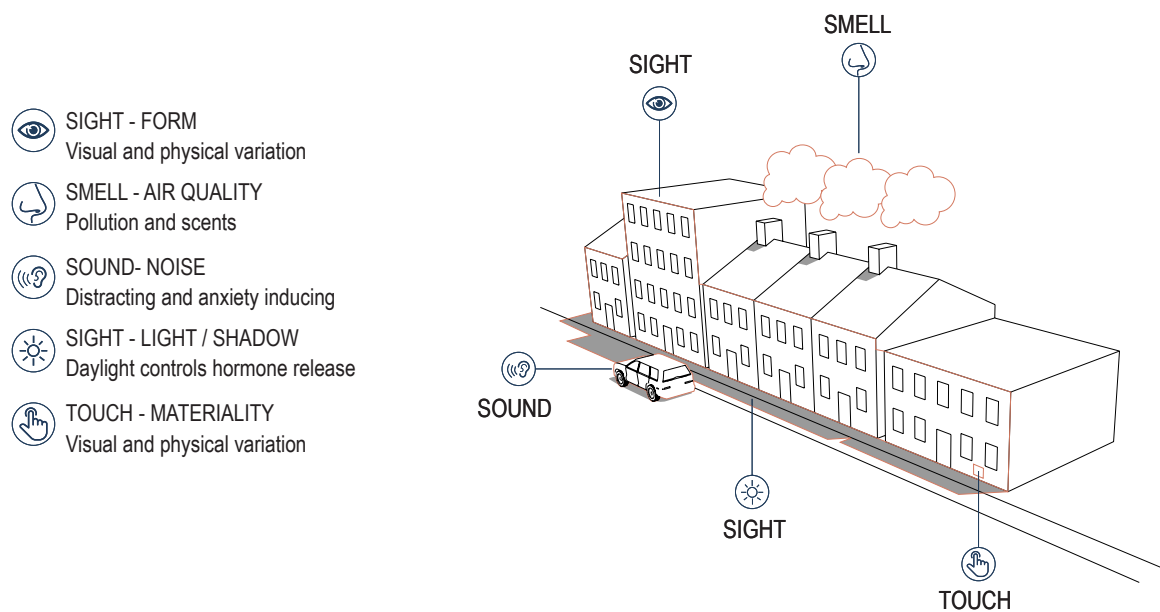 SIGHT - FORM
Visual and physical variation
SMELL - AIR QUALITY
Pollution and scents
SOUND- NOISE
Distracting and anxiety inducing
SIGHT - LIGHT / SHADOW
Daylight controls hormone release
TOUCH - MATERIALITY
Visual and physical variation
SMELL
SIGHT
SOUND
SIGHT
TOUCH